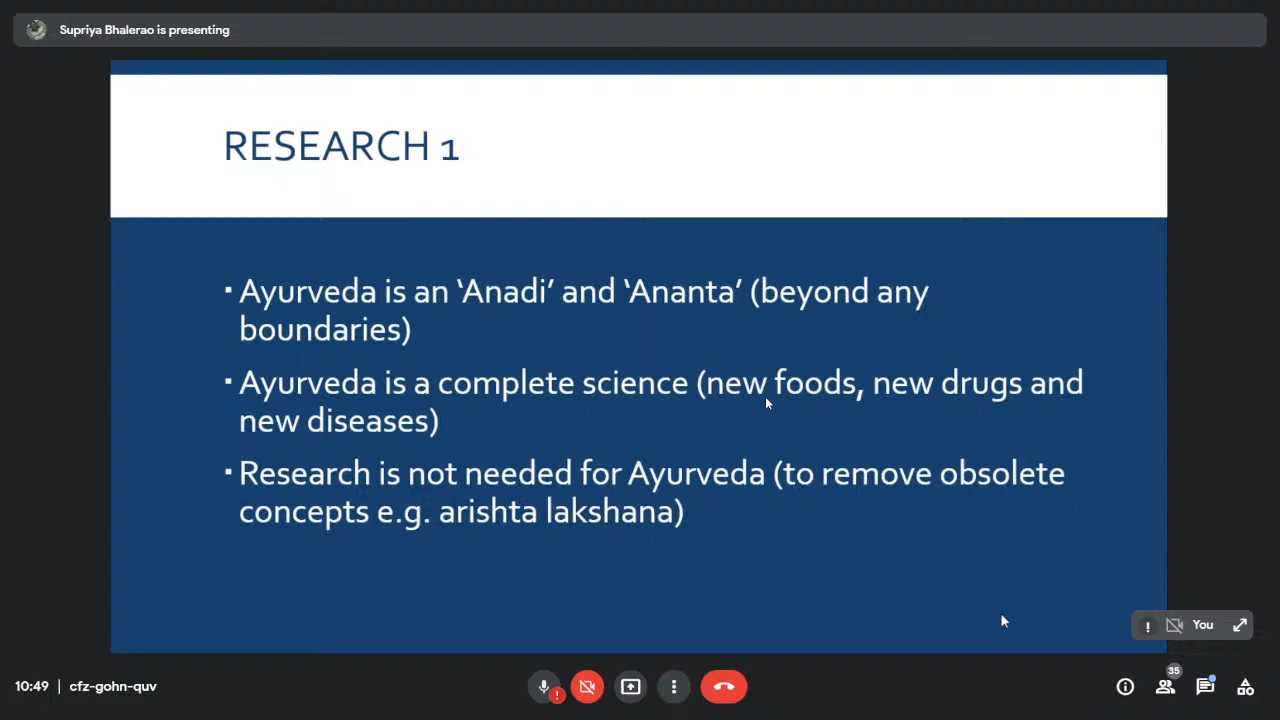 Supriya Bhalerao is presenting
RESEARCH 1
▪ Ayurveda is an ‘Anadi’ and ‘Ananta’ (beyond any
boundaries)
▪ Ayurveda is a complete science (new foods, new drugs and
new diseases)
▪ Research is not needed for Ayurveda (to remove obsolete
concepts e.g. arishta lakshana)
You
10:49 | cfz-gohn-quv
35